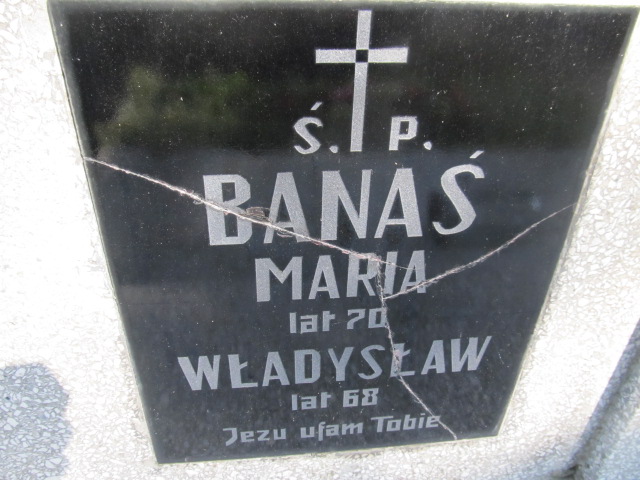 Ś. P.
BANAŚ
MARIA
lat 70
WŁADYSŁAW
lat 68
Jezu ufam Tobie